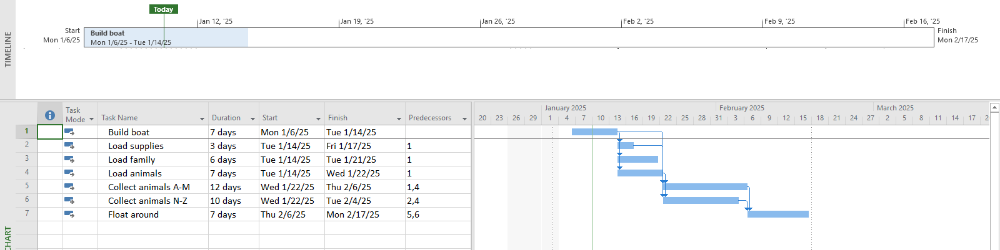 Today
Jan 12, '25 Jan 19, '25 Jan 26, '25 Feb 2, '25 Feb 9, '25 Feb 16, '25
Start
Mon 1/6/25
Build boat
Mon 1/6/25 - Tue 1/14/25
Finish
Mon 2/17/25
TIMELINE
Task Mode Task Name Duration Start Finish Predecessors
January 2025 February 2025 March 2025
20 23 26 29 1 4 7 10 13 16 19 22 25 28 31 3 6 9 12 15 18 21 24 27 2 5 8 11 14 17
1 Build boat 7 days Mon 1/6/25 Tue 1/14/25
2 Load supplies 3 days Tue 1/14/25 Fri 1/17/25 1
3 Load family 6 days Tue 1/14/25 Tue 1/21/25 1
4 Load animals 7 days Tue 1/14/25 Wed 1/22/25 1
5 Collect animals A-M 12 days Wed 1/22/25 Thu 2/6/25 1,4
6 Collect animals N-Z 10 days Wed 1/22/25 Tue 2/4/25 2,4
7 Float around 7 days Thu 2/6/25 Mon 2/17/25 5,6
CHART